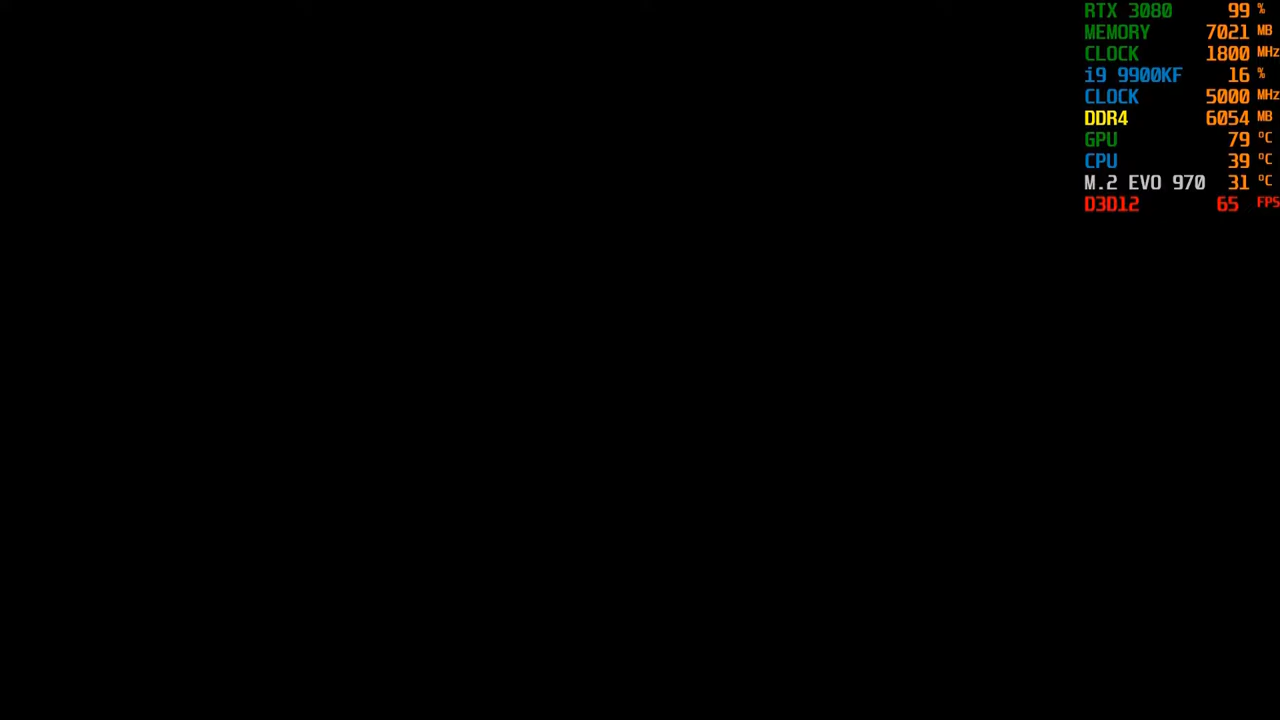 RTX 3080 99 %
MEMORY 7021 MB
CLOCK 1800 MHz
i9 9900KF 16 %
CLOCK 5000 MHz
DDR4 6054 MB
GPU 79 °C
CPU 39 °C
M.2 EVO 970 31 °C
D3D12 65 FPS